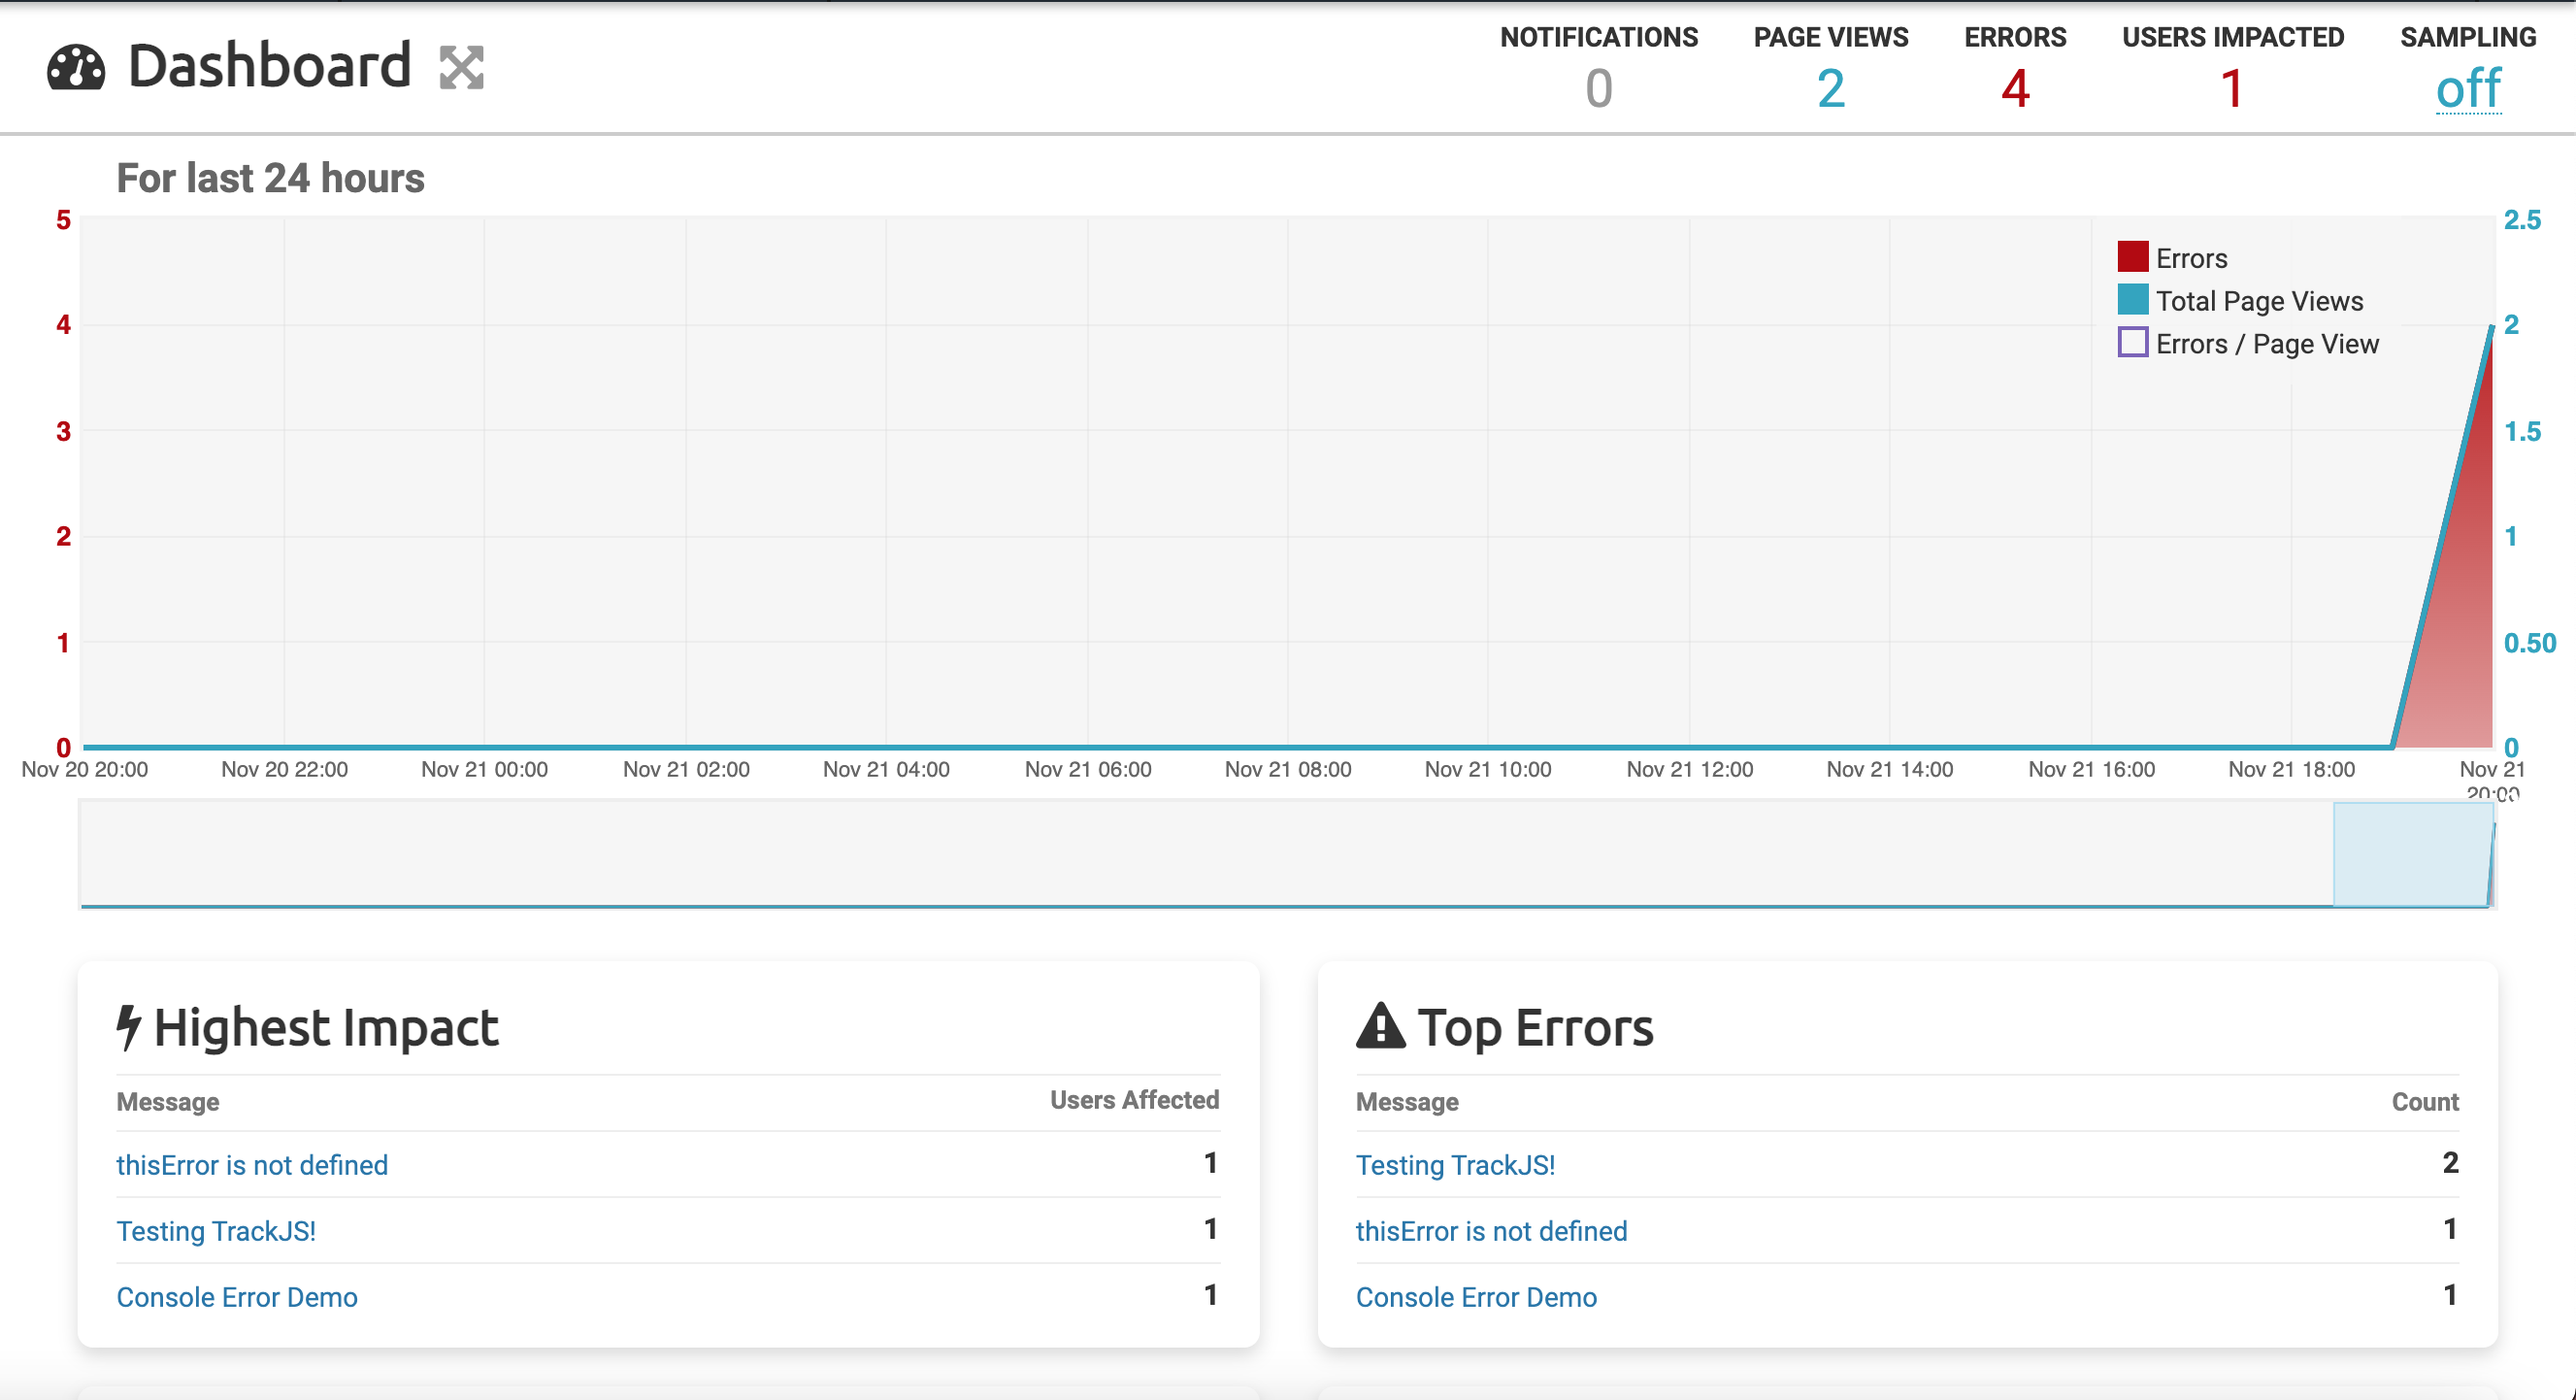 Dashboard
NOTIFICATIONS PAGE VIEWS ERRORS USERS IMPACTED SAMPLING
0 2 4 1 off
For last 24 hours
5 2.5
Errors
Total Page Views
4 2
Errors / Page View
3 1.5
2 1
1 0.50
0 0
Nov 20 20:00 Nov 20 22:00 Nov 21 00:00 Nov 21 02:00 Nov 21 04:00 Nov 21 06:00 Nov 21 08:00 Nov 21 10:00 Nov 21 12:00 Nov 21 14:00 Nov 21 16:00 Nov 21 18:00 Nov 21
20:00
Highest Impact
Message Users Affected
thisError is not defined 1
Testing TrackJS! 1
Console Error Demo 1
Top Errors
Message Count
Testing TrackJS! 2
thisError is not defined 1
Console Error Demo 1